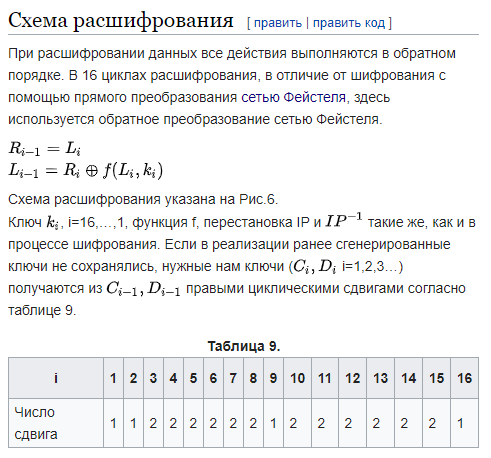 Схема расшифрования [ править | править код ]
При расшифровании данных все действия выполняются в обратном
порядке. В 16 циклах расшифрования, в отличие от шифрования с
помощью прямого преобразования сетью Фейстеля, здесь
используется обратное преобразование сетью Фейстеля.
R_{i−1} = L_i
L_{i−1} = R_i ⊕ f(L_i, k_i)
Схема расшифрования указана на Рис.6.
Ключ k_i, i=16,…,1, функция f, перестановка IP и IP^{−1} такие же, как и в
процессе шифрования. Если в реализации ранее сгенерированные
ключи не сохранялись, нужные нам ключи (C_i, D_i i=1,2,3…)
получаются из C_{i−1}, D_{i−1} правыми циклическими сдвигами согласно
таблице 9.
Таблица 9.
i 1 2 3 4 5 6 7 8 9 10 11 12 13 14 15 16
Число
сдвига 1 1 2 2 2 2 2 2 1 2 2 2 2 2 2 1